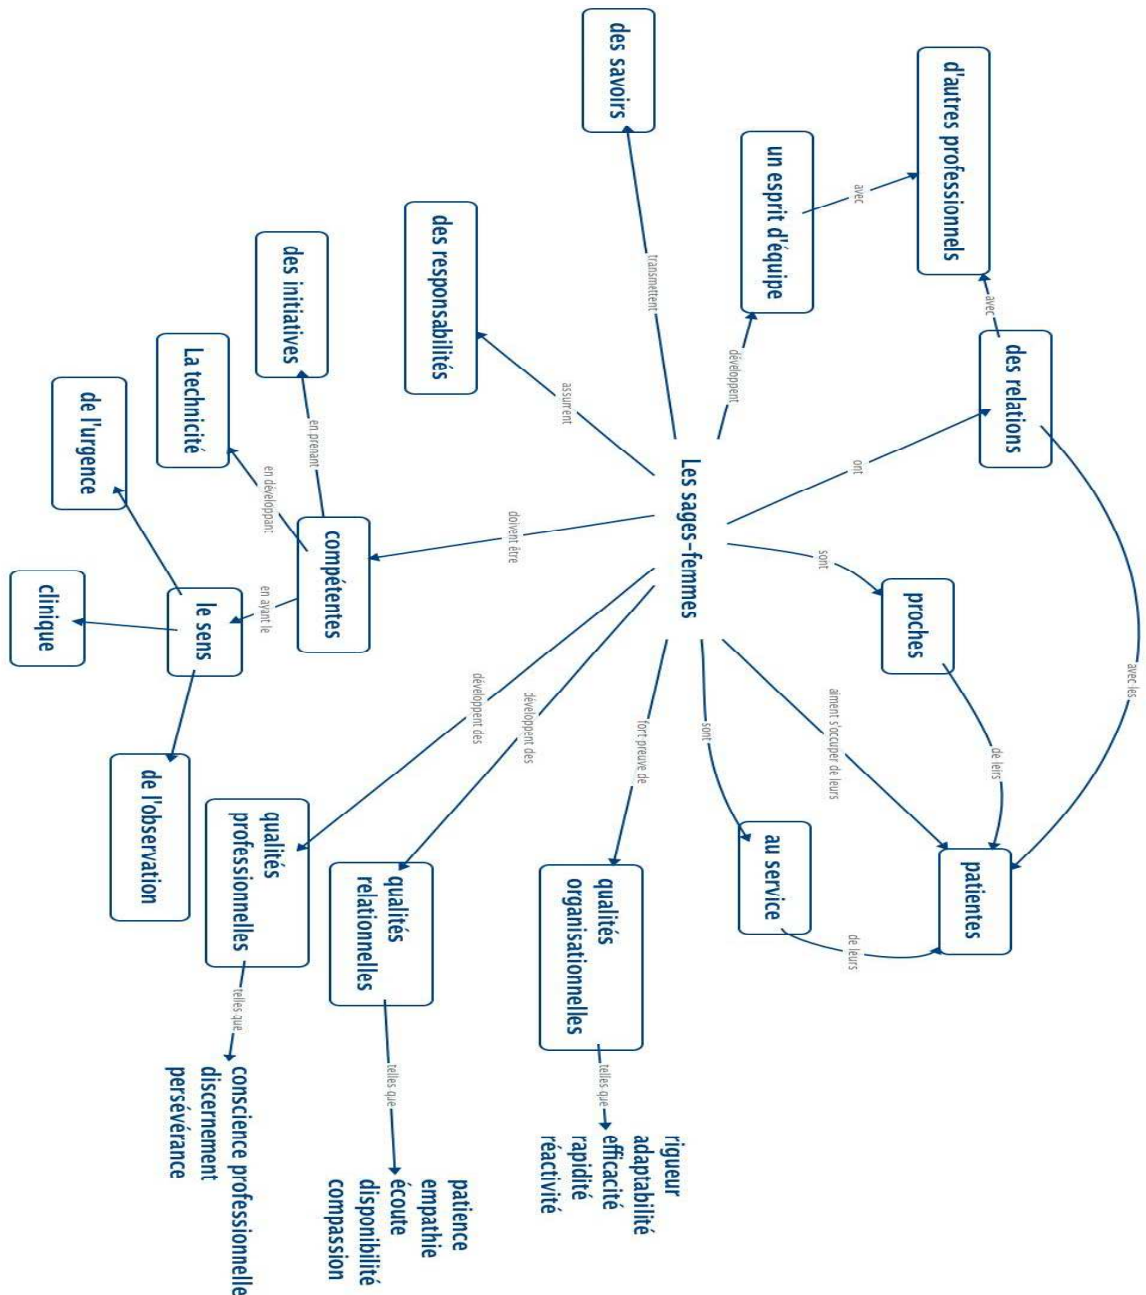 avec les
d'autres professionnels
avec
des relations
de leirs
patientes
avec
ont
sont
proches
aiment s'occuper de leurs
de leurs
un esprit d'équipe
développent
sont
au service
des savoirs
transmettent
Les sages-femmes
fort preuve de
qualités
organisationnelles
telles que
rigueur
adaptabilité
efficacité
rapidité
réactivité
des responsabilités
assument
doivent être
développent des
développent des
qualités
relationnelles
telles que
patience
empathie
écoute
disponibilité
compassion
des initiatives
en prenant
compétentes
La technicité
en développant
en ayant le
le sens
qualités
professionnelles
telles que
conscience professionnelle
discernement
persévérance
de l'urgence
clinique
de l'observation